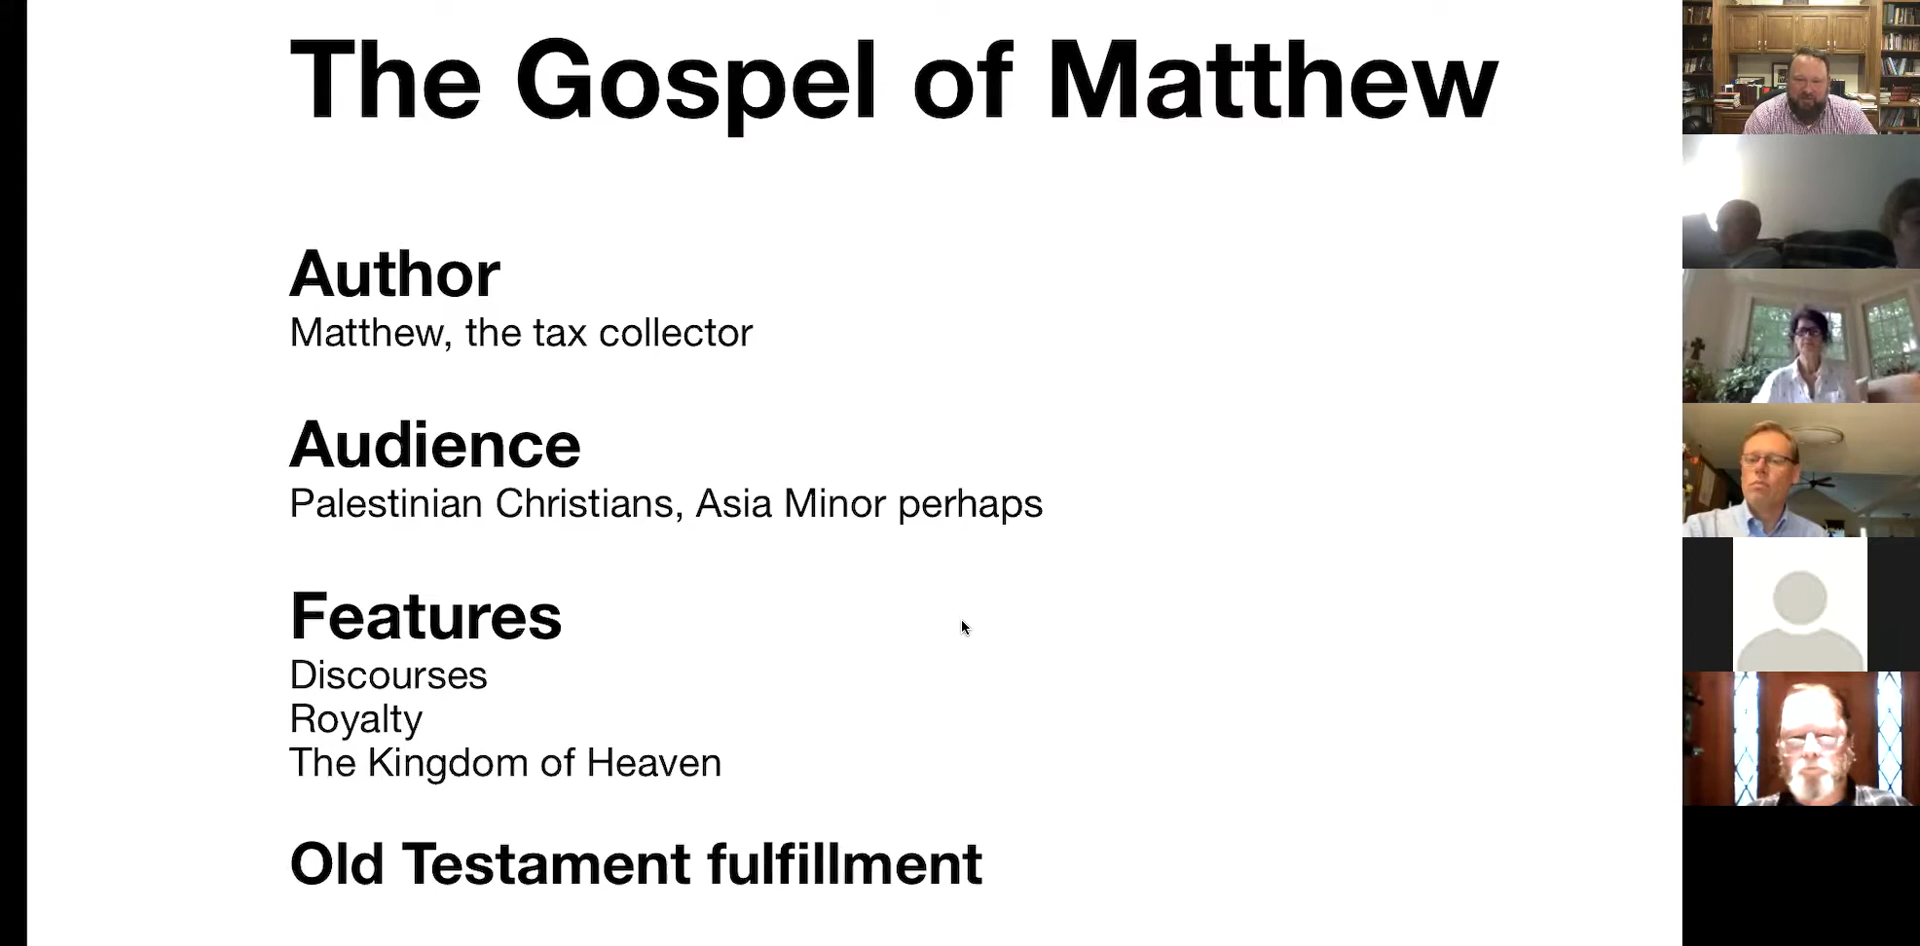 The Gospel of Matthew
Author
Matthew, the tax collector
Audience
Palestinian Christians, Asia Minor perhaps
Features
Discourses
Royalty
The Kingdom of Heaven
Old Testament fulfillment